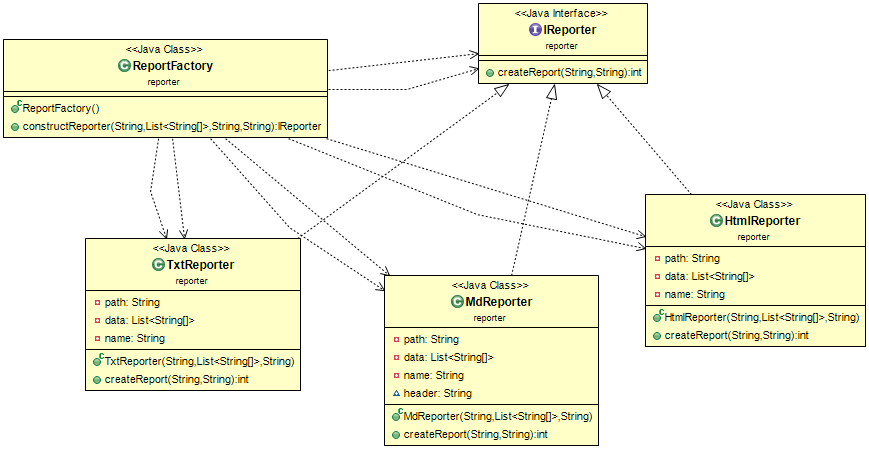 <<Java Interface>>
IReporter
reporter
createReport(String,String):int
<<Java Class>>
ReportFactory
reporter
ReportFactory()
constructReporter(String,List<String[]>,String,String):IReporter
<<Java Class>>
HtmlReporter
reporter
path: String
data: List<String[]>
name: String
HtmlReporter(String,List<String[]>,String)
createReport(String,String):int
<<Java Class>>
TxtReporter
reporter
path: String
data: List<String[]>
name: String
TxtReporter(String,List<String[]>,String)
createReport(String,String):int
<<Java Class>>
MdReporter
reporter
path: String
data: List<String[]>
name: String
header: String
MdReporter(String,List<String[]>,String)
createReport(String,String):int